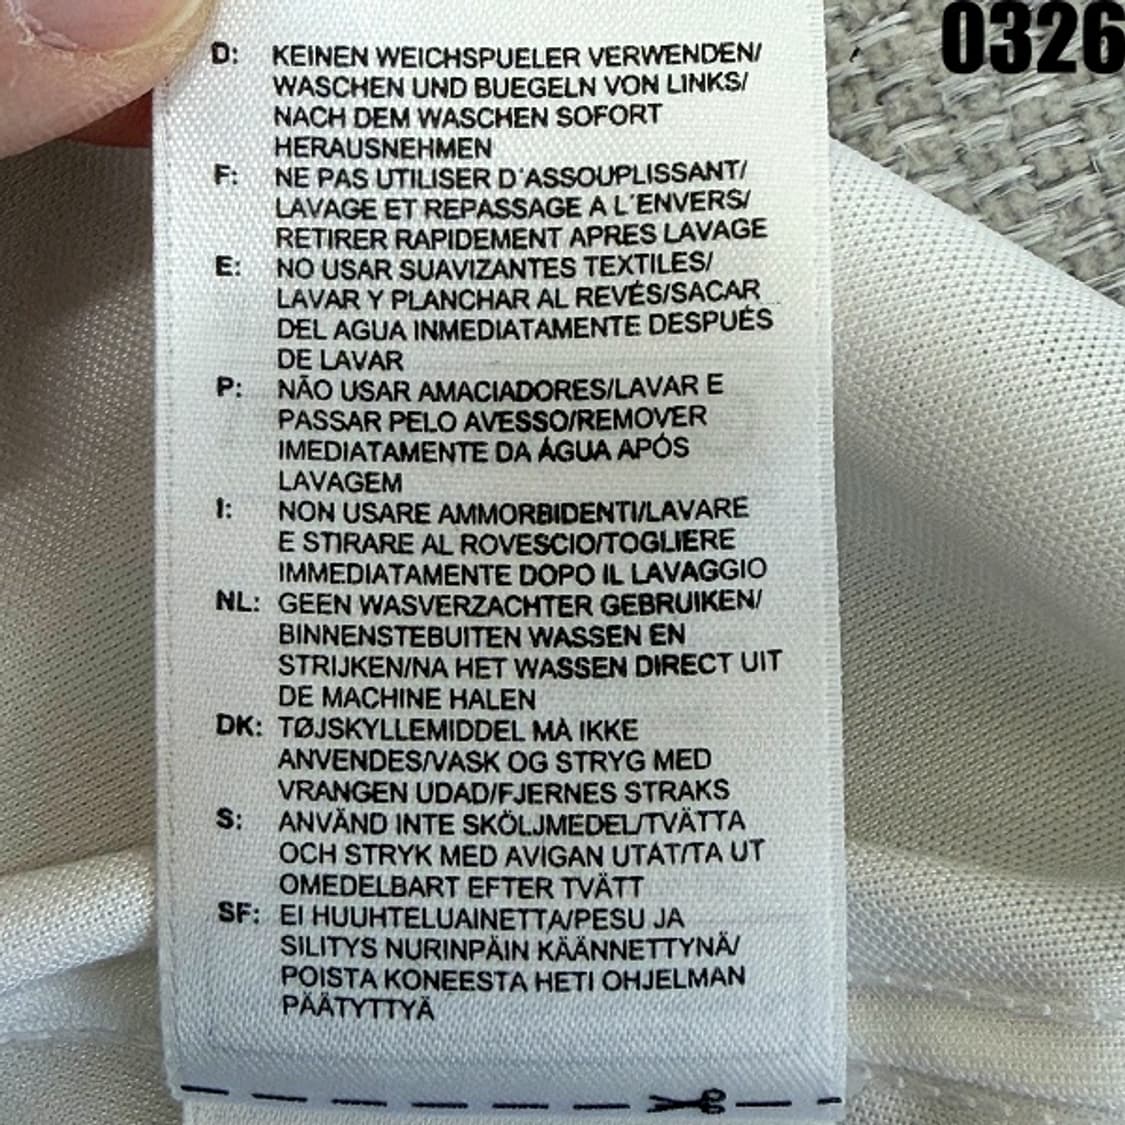 0326
D: KEINEN WEICHSPUELER VERWENDEN/
WASCHEN UND BUEGELN VON LINKS/
NACH DEM WASCHEN SOFORT
HERAUSNEHMEN
F: NE PAS UTILISER D'ASSOUPLISSANT/
LAVAGE ET REPASSAGE A L'ENVERS/
RETIRER RAPIDEMENT APRES LAVAGE
E: NO USAR SUAVIZANTES TEXTILES/
LAVAR Y PLANCHAR AL REVÉS/SACAR
DEL AGUA INMEDIATAMENTE DESPUÉS
DE LAVAR
P: NÃO USAR AMACIADORES/LAVAR E
PASSAR PELO AVESSO/REMOVER
IMEDIATAMENTE DA ÁGUA APÓS
LAVAGEM
I: NON USARE AMMORBIDENTI/LAVARE
E STIRARE AL ROVESCIO/TOGLIERE
IMMEDIATAMENTE DOPO IL LAVAGGIO
NL: GEEN WASVERZACHTER GEBRUIKEN/
BINNENSTEBUITEN WASSEN EN
STRIJKEN/NA HET WASSEN DIRECT UIT
DE MACHINE HALEN
DK: TØJSKYLLEMIDDEL MÅ IKKE
ANVENDES/VASK OG STRYG MED
VRANGEN UDAD/FJERNES STRAKS
S: ANVÄND INTE SKÖLJMEDEL/TVÄTTA
OCH STRYK MED AVIGAN UTÅT/TA UT
OMEDELBART EFTER TVÄTT
SF: EI HUUHTELUAINETTA/PESU JA
SILITYS NURINPÄIN KÄÄNNETTYNÄ/
POISTA KONEESTA HETI OHJELMAN
PÄÄTYTTYÄ